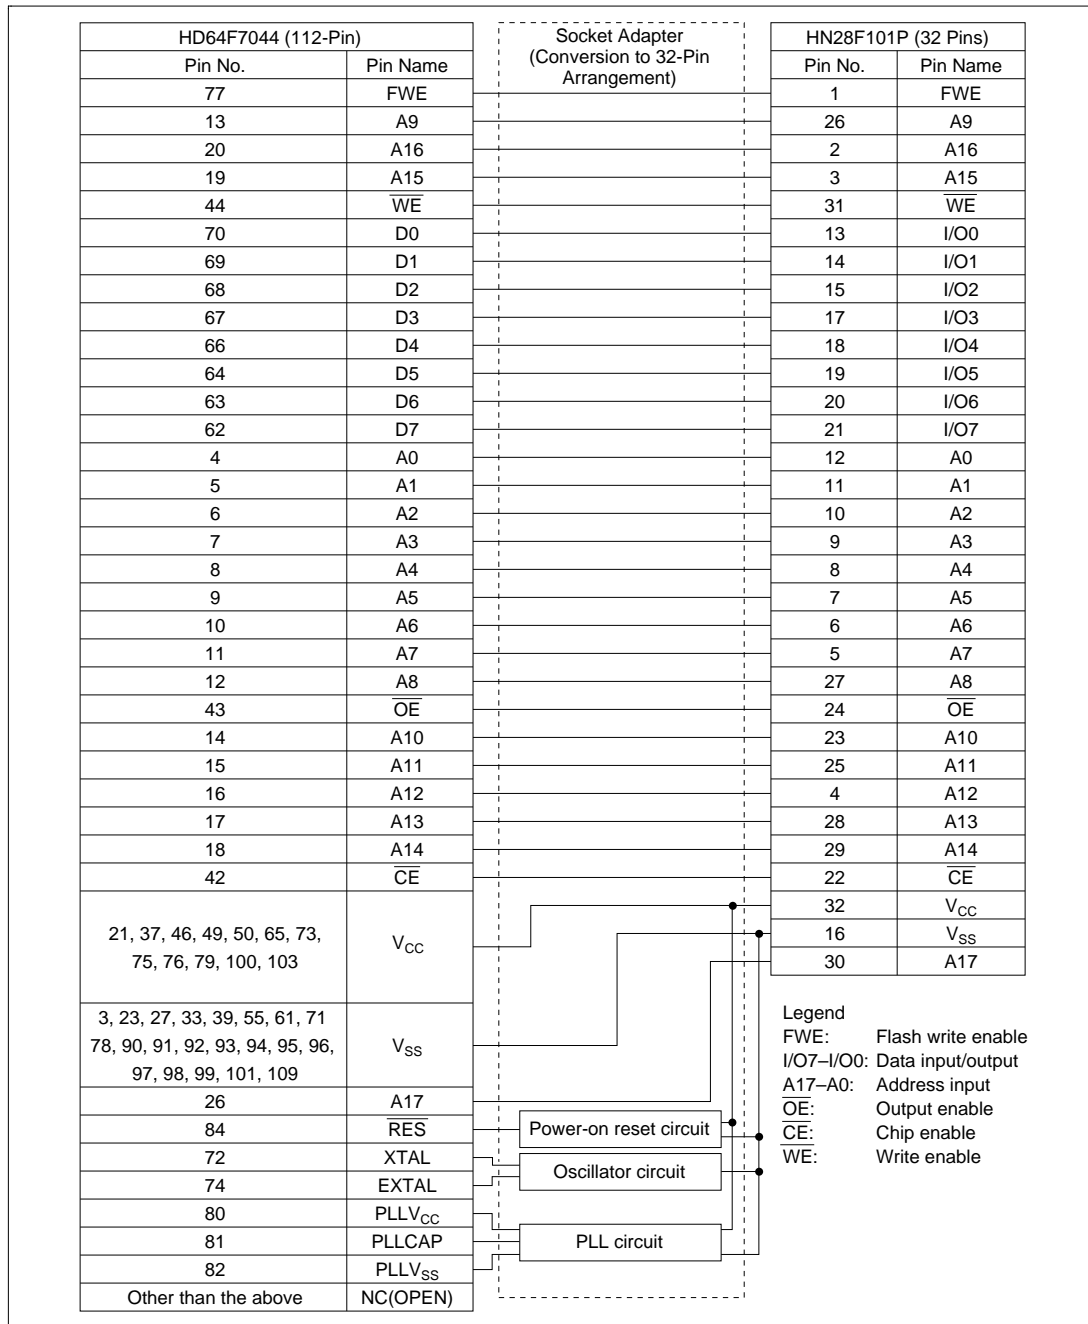 HD64F7044 (112-Pin)
Pin No. Pin Name
77 FWE
13 A9
20 A16
19 A15
44 W̅E̅
70 D0
69 D1
68 D2
67 D3
66 D4
64 D5
63 D6
62 D7
4 A0
5 A1
6 A2
7 A3
8 A4
9 A5
10 A6
11 A7
12 A8
43 O̅E̅
14 A10
15 A11
16 A12
17 A13
18 A14
42 C̅E̅
21, 37, 46, 49, 50, 65, 73,
75, 76, 79, 100, 103
VCC
3, 23, 27, 33, 39, 55, 61, 71
78, 90, 91, 92, 93, 94, 95, 96,
97, 98, 99, 101, 109
VSS
26 A17
84 R̅E̅S̅
72 XTAL
74 EXTAL
80 PLLVCC
81 PLLCAP
82 PLLVSS
Other than the above NC(OPEN)
Socket Adapter
(Conversion to 32-Pin
Arrangement)
Power-on reset circuit
Oscillator circuit
PLL circuit
HN28F101P (32 Pins)
Pin No. Pin Name
1 FWE
26 A9
2 A16
3 A15
31 W̅E̅
13 I/O0
14 I/O1
15 I/O2
17 I/O3
18 I/O4
19 I/O5
20 I/O6
21 I/O7
12 A0
11 A1
10 A2
9 A3
8 A4
7 A5
6 A6
5 A7
27 A8
24 O̅E̅
23 A10
25 A11
4 A12
28 A13
29 A14
22 C̅E̅
32 VCC
16 VSS
30 A17
Legend
FWE: Flash write enable
I/O7–I/O0: Data input/output
A17–A0: Address input
O̅E̅: Output enable
C̅E̅: Chip enable
W̅E̅: Write enable